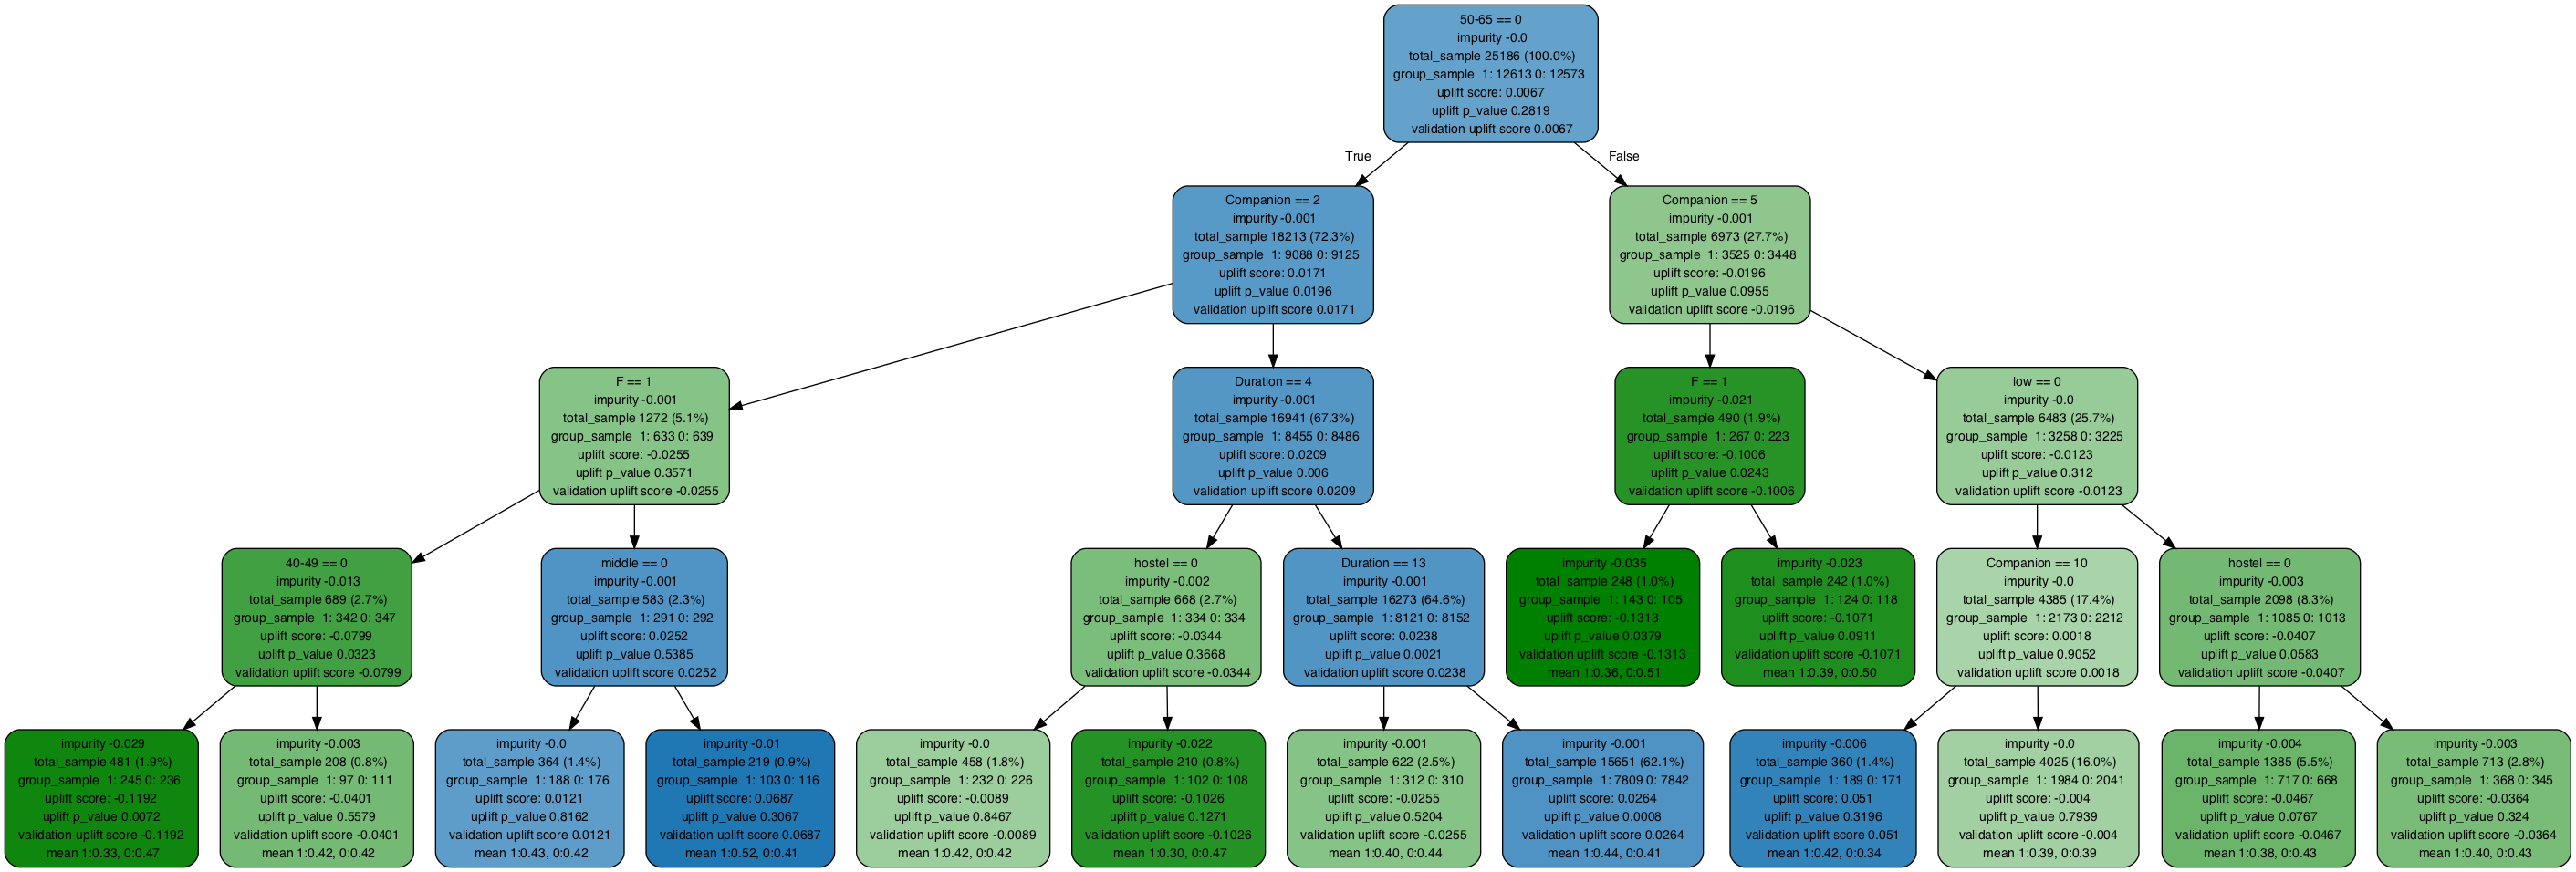 50-65 == 0
impurity -0.0
total_sample 25186 (100.0%)
group_sample 1: 12613 0: 12573
uplift score: 0.0067
uplift p_value 0.2819
validation uplift score 0.0067
True
False
Companion == 2
impurity -0.001
total_sample 18213 (72.3%)
group_sample 1: 9088 0: 9125
uplift score: 0.0171
uplift p_value 0.0196
validation uplift score 0.0171
Companion == 5
impurity -0.001
total_sample 6973 (27.7%)
group_sample 1: 3525 0: 3448
uplift score: -0.0196
uplift p_value 0.0955
validation uplift score -0.0196
F == 1
impurity -0.001
total_sample 1272 (5.1%)
group_sample 1: 633 0: 639
uplift score: -0.0255
uplift p_value 0.3571
validation uplift score -0.0255
Duration == 4
impurity -0.001
total_sample 16941 (67.3%)
group_sample 1: 8455 0: 8486
uplift score: 0.0209
uplift p_value 0.006
validation uplift score 0.0209
F == 1
impurity -0.021
total_sample 490 (1.9%)
group_sample 1: 267 0: 223
uplift score: -0.1006
uplift p_value 0.0243
validation uplift score -0.1006
low == 0
impurity -0.0
total_sample 6483 (25.7%)
group_sample 1: 3258 0: 3225
uplift score: -0.0123
uplift p_value 0.312
validation uplift score -0.0123
40-49 == 0
impurity -0.013
total_sample 689 (2.7%)
group_sample 1: 342 0: 347
uplift score: -0.0799
uplift p_value 0.0323
validation uplift score -0.0799
middle == 0
impurity -0.001
total_sample 583 (2.3%)
group_sample 1: 291 0: 292
uplift score: 0.0252
uplift p_value 0.5385
validation uplift score 0.0252
hostel == 0
impurity -0.002
total_sample 668 (2.7%)
group_sample 1: 334 0: 334
uplift score: -0.0344
uplift p_value 0.3668
validation uplift score -0.0344
Duration == 13
impurity -0.001
total_sample 16273 (64.6%)
group_sample 1: 8121 0: 8152
uplift score: 0.0238
uplift p_value 0.0021
validation uplift score 0.0238
impurity -0.035
total_sample 248 (1.0%)
group_sample 1: 143 0: 105
uplift score: -0.1313
uplift p_value 0.0379
validation uplift score -0.1313
mean 1:0.36, 0:0.51
impurity -0.023
total_sample 242 (1.0%)
group_sample 1: 124 0: 118
uplift score: -0.1071
uplift p_value 0.0911
validation uplift score -0.1071
mean 1:0.39, 0:0.50
Companion == 10
impurity -0.0
total_sample 4385 (17.4%)
group_sample 1: 2173 0: 2212
uplift score: 0.0018
uplift p_value 0.9052
validation uplift score 0.0018
hostel == 0
impurity -0.003
total_sample 2098 (8.3%)
group_sample 1: 1085 0: 1013
uplift score: -0.0407
uplift p_value 0.0583
validation uplift score -0.0407
impurity -0.029
total_sample 481 (1.9%)
group_sample 1: 245 0: 236
uplift score: -0.1192
uplift p_value 0.0072
validation uplift score -0.1192
mean 1:0.33, 0:0.47
impurity -0.003
total_sample 208 (0.8%)
group_sample 1: 97 0: 111
uplift score: -0.0401
uplift p_value 0.5579
validation uplift score -0.0401
mean 1:0.42, 0:0.42
impurity -0.0
total_sample 364 (1.4%)
group_sample 1: 188 0: 176
uplift score: 0.0121
uplift p_value 0.8162
validation uplift score 0.0121
mean 1:0.43, 0:0.42
impurity -0.01
total_sample 219 (0.9%)
group_sample 1: 103 0: 116
uplift score: 0.0687
uplift p_value 0.3067
validation uplift score 0.0687
mean 1:0.52, 0:0.41
impurity -0.0
total_sample 458 (1.8%)
group_sample 1: 232 0: 226
uplift score: -0.0089
uplift p_value 0.8467
validation uplift score -0.0089
mean 1:0.42, 0:0.42
impurity -0.022
total_sample 210 (0.8%)
group_sample 1: 102 0: 108
uplift score: -0.1026
uplift p_value 0.1271
validation uplift score -0.1026
mean 1:0.30, 0:0.47
impurity -0.001
total_sample 622 (2.5%)
group_sample 1: 312 0: 310
uplift score: -0.0255
uplift p_value 0.5204
validation uplift score -0.0255
mean 1:0.40, 0:0.44
impurity -0.001
total_sample 15651 (62.1%)
group_sample 1: 7809 0: 7842
uplift score: 0.0264
uplift p_value 0.0008
validation uplift score 0.0264
mean 1:0.44, 0:0.41
impurity -0.006
total_sample 360 (1.4%)
group_sample 1: 189 0: 171
uplift score: 0.051
uplift p_value 0.3196
validation uplift score 0.051
mean 1:0.42, 0:0.34
impurity -0.0
total_sample 4025 (16.0%)
group_sample 1: 1984 0: 2041
uplift score: -0.004
uplift p_value 0.7939
validation uplift score -0.004
mean 1:0.39, 0:0.39
impurity -0.004
total_sample 1385 (5.5%)
group_sample 1: 717 0: 668
uplift score: -0.0467
uplift p_value 0.0767
validation uplift score -0.0467
mean 1:0.38, 0:0.43
impurity -0.003
total_sample 713 (2.8%)
group_sample 1: 368 0: 345
uplift score: -0.0364
uplift p_value 0.324
validation uplift score -0.0364
mean 1:0.40, 0:0.43